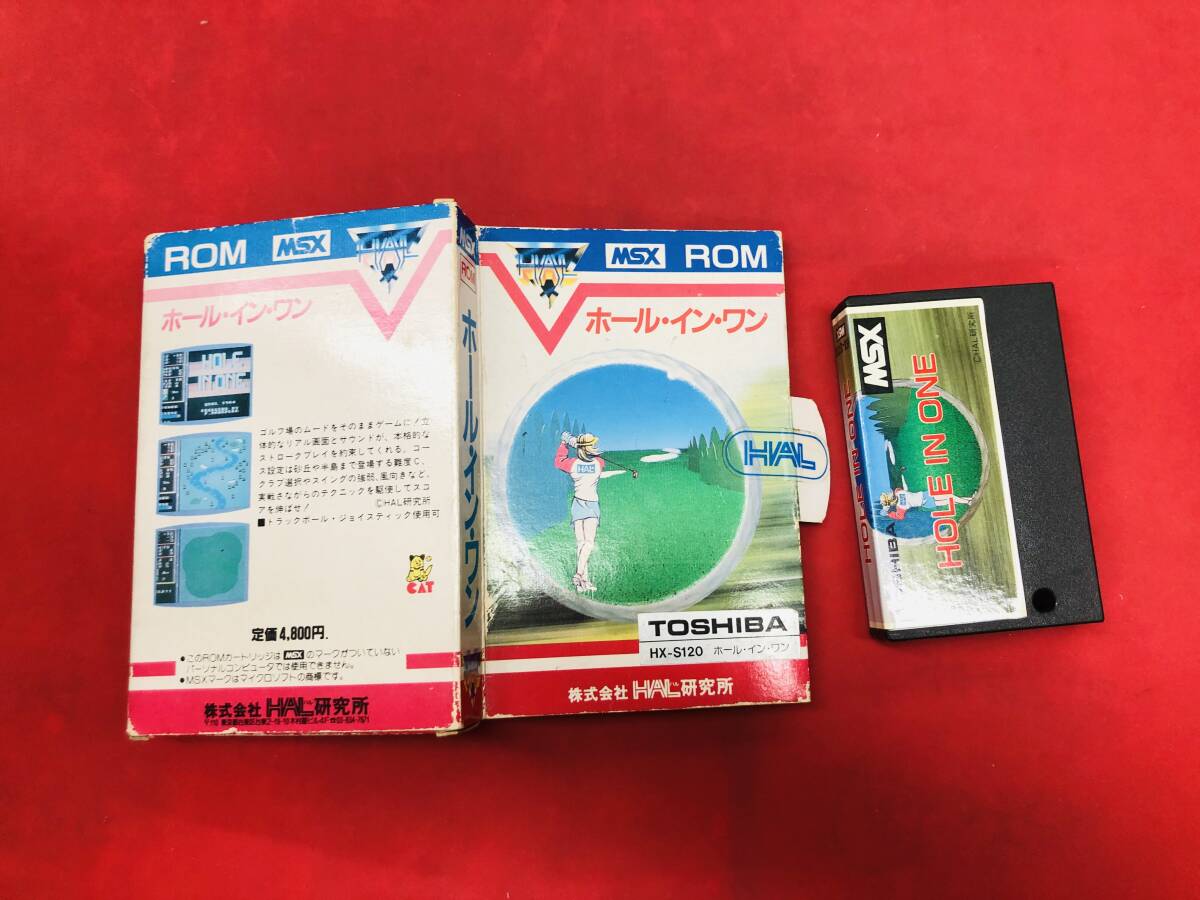 ROM MSX HAL
ホール・イン・ワン
HOLE
IN ONE
ゴルフ場のムードをそのままゲームに!立
体的なリアル画面とサウンドが、本格的な
ストロークプレイを約束してくれる。コー
ス設定は砂丘や半島まで登場する難度C、
クラブ選択やスイングの強弱、風向きなど、
実戦さながらのテクニックを駆使してスコ
アを伸ばせ!
©HAL研究所
■トラックボール・ジョイスティック使用可
CAT
定価4,800円.
●このROMカートリッジは MSX のマークがついていない
パーソナルコンピュータでは使用できません。
●MSXマークはマイクロソフトの商標です。
株式会社 HAL研究所
MSX
ROM
ホール・イン・ワン
HAL MSX ROM
ホール・イン・ワン
HAL
HAL
TOSHIBA
HX-S120 ホール・イン・ワン
株式会社 HAL研究所
MSX
HOLE IN ONE
TOSHIBA
MSX
HOLE IN ONE
©HAL研究所